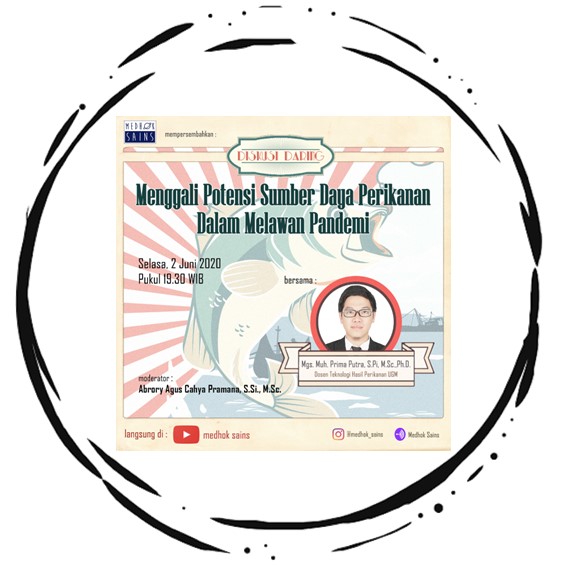 MEDHOK
SAINS
mempersembahkan :
DISKUSI DARING
Menggali Potensi Sumber Daya Perikanan
Dalam Melawan Pandemi
Selasa, 2 Juni 2020
Pukul 19.30 WIB
bersama :
Mgs. Muh. Prima Putra, S.Pi, M.Sc.,Ph.D.
Dosen Teknologi Hasil Perikanan UGM
moderator :
Abrory Agus Cahya Pramana, S.Si., M.Sc.
langsung di :
medhok sains
@medhok_sains
Medhok Sains